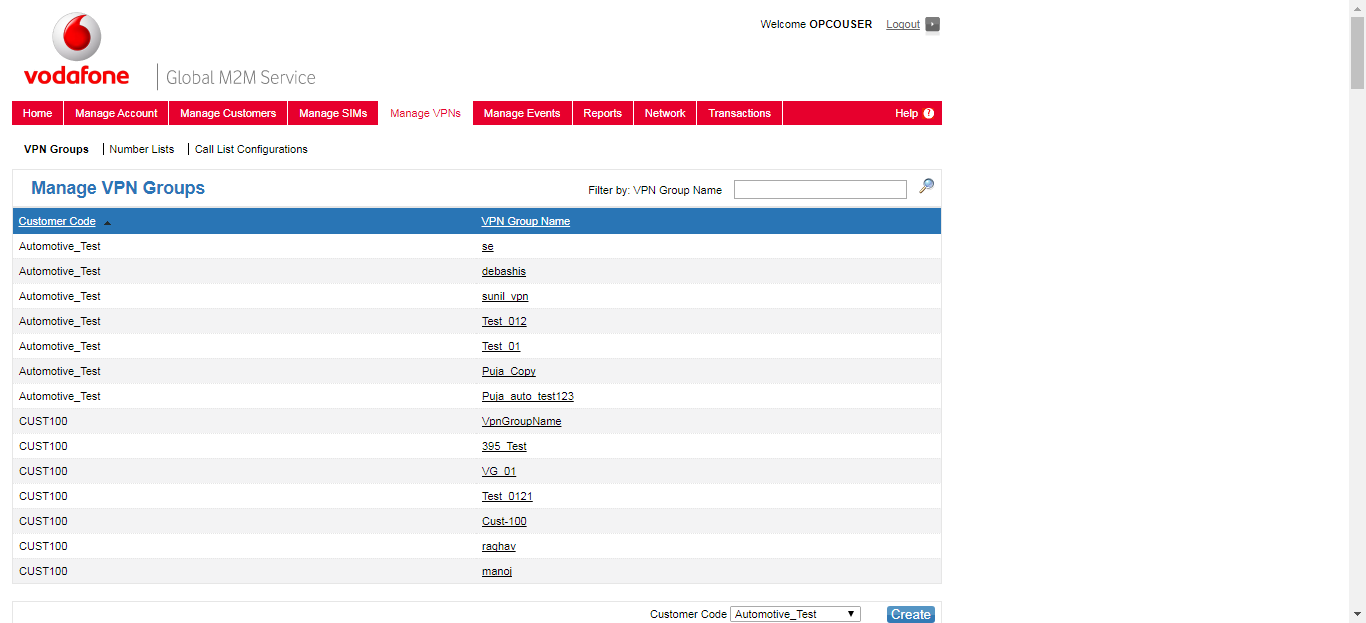 Welcome OPCOUSER Logout
vodafone
Global M2M Service
Home Manage Account Manage Customers Manage SIMs Manage VPNs Manage Events Reports Network Transactions Help ?
VPN Groups Number Lists Call List Configurations
Manage VPN Groups Filter by: VPN Group Name
Customer Code VPN Group Name
Automotive_Test se
Automotive_Test debashis
Automotive_Test sunil_vpn
Automotive_Test Test_012
Automotive_Test Test_01
Automotive_Test Puja_Copy
Automotive_Test Puja_auto_test123
CUST100 VpnGroupName
CUST100 395_Test
CUST100 VG_01
CUST100 Test_0121
CUST100 Cust-100
CUST100 raghav
CUST100 manoj
Customer Code Automotive_Test Create